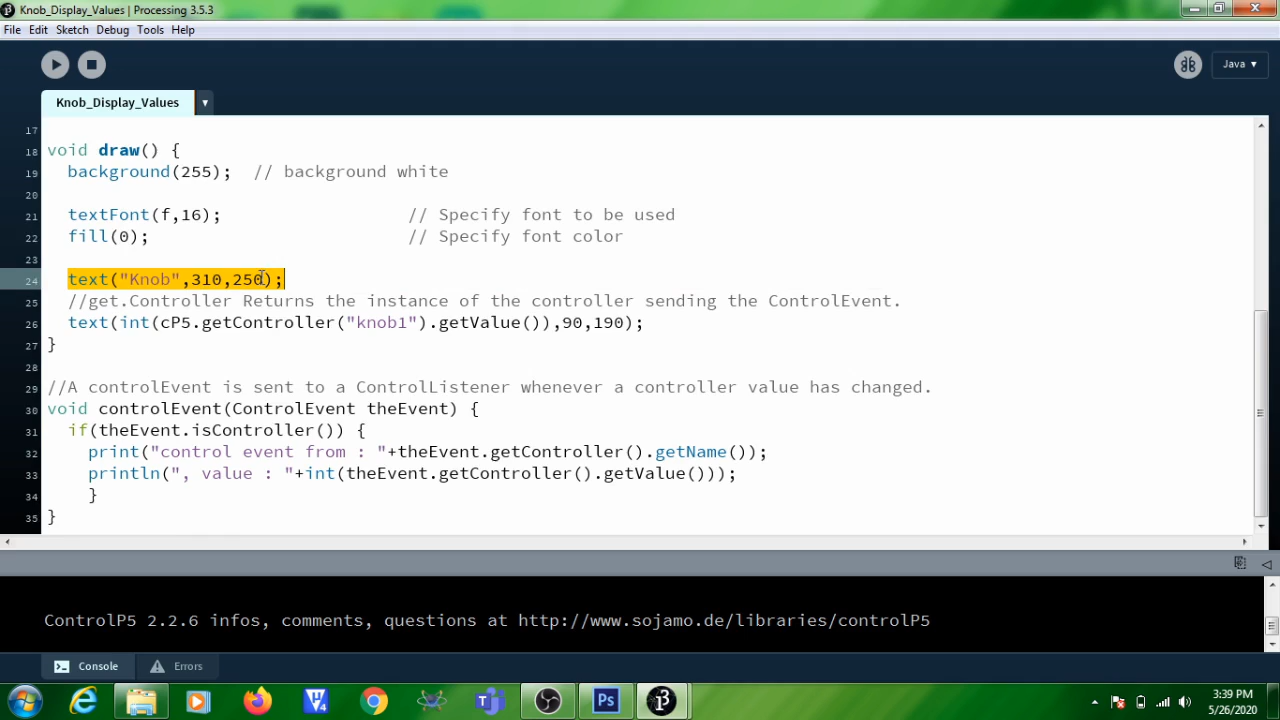 Knob_Display_Values | Processing 3.5.3
File Edit Sketch Debug Tools Help
Java ▾
Knob_Display_Values ▾
17
18 void draw() {
19 background(255); // background white
20
21 textFont(f,16); // Specify font to be used
22 fill(0); // Specify font color
23
24 text("Knob",310,250);
25 //get.Controller Returns the instance of the controller sending the ControlEvent.
26 text(int(cP5.getController("knob1").getValue()),90,190);
27 }
28
29 //A controlEvent is sent to a ControlListener whenever a controller value has changed.
30 void controlEvent(ControlEvent theEvent) {
31 if(theEvent.isController()) {
32 print("control event from : "+theEvent.getController().getName());
33 println(", value : "+int(theEvent.getController().getValue()));
34 }
35 }
ControlP5 2.2.6 infos, comments, questions at http://www.sojamo.de/libraries/controlP5
Console Errors
Ps
3:39 PM
5/26/2020